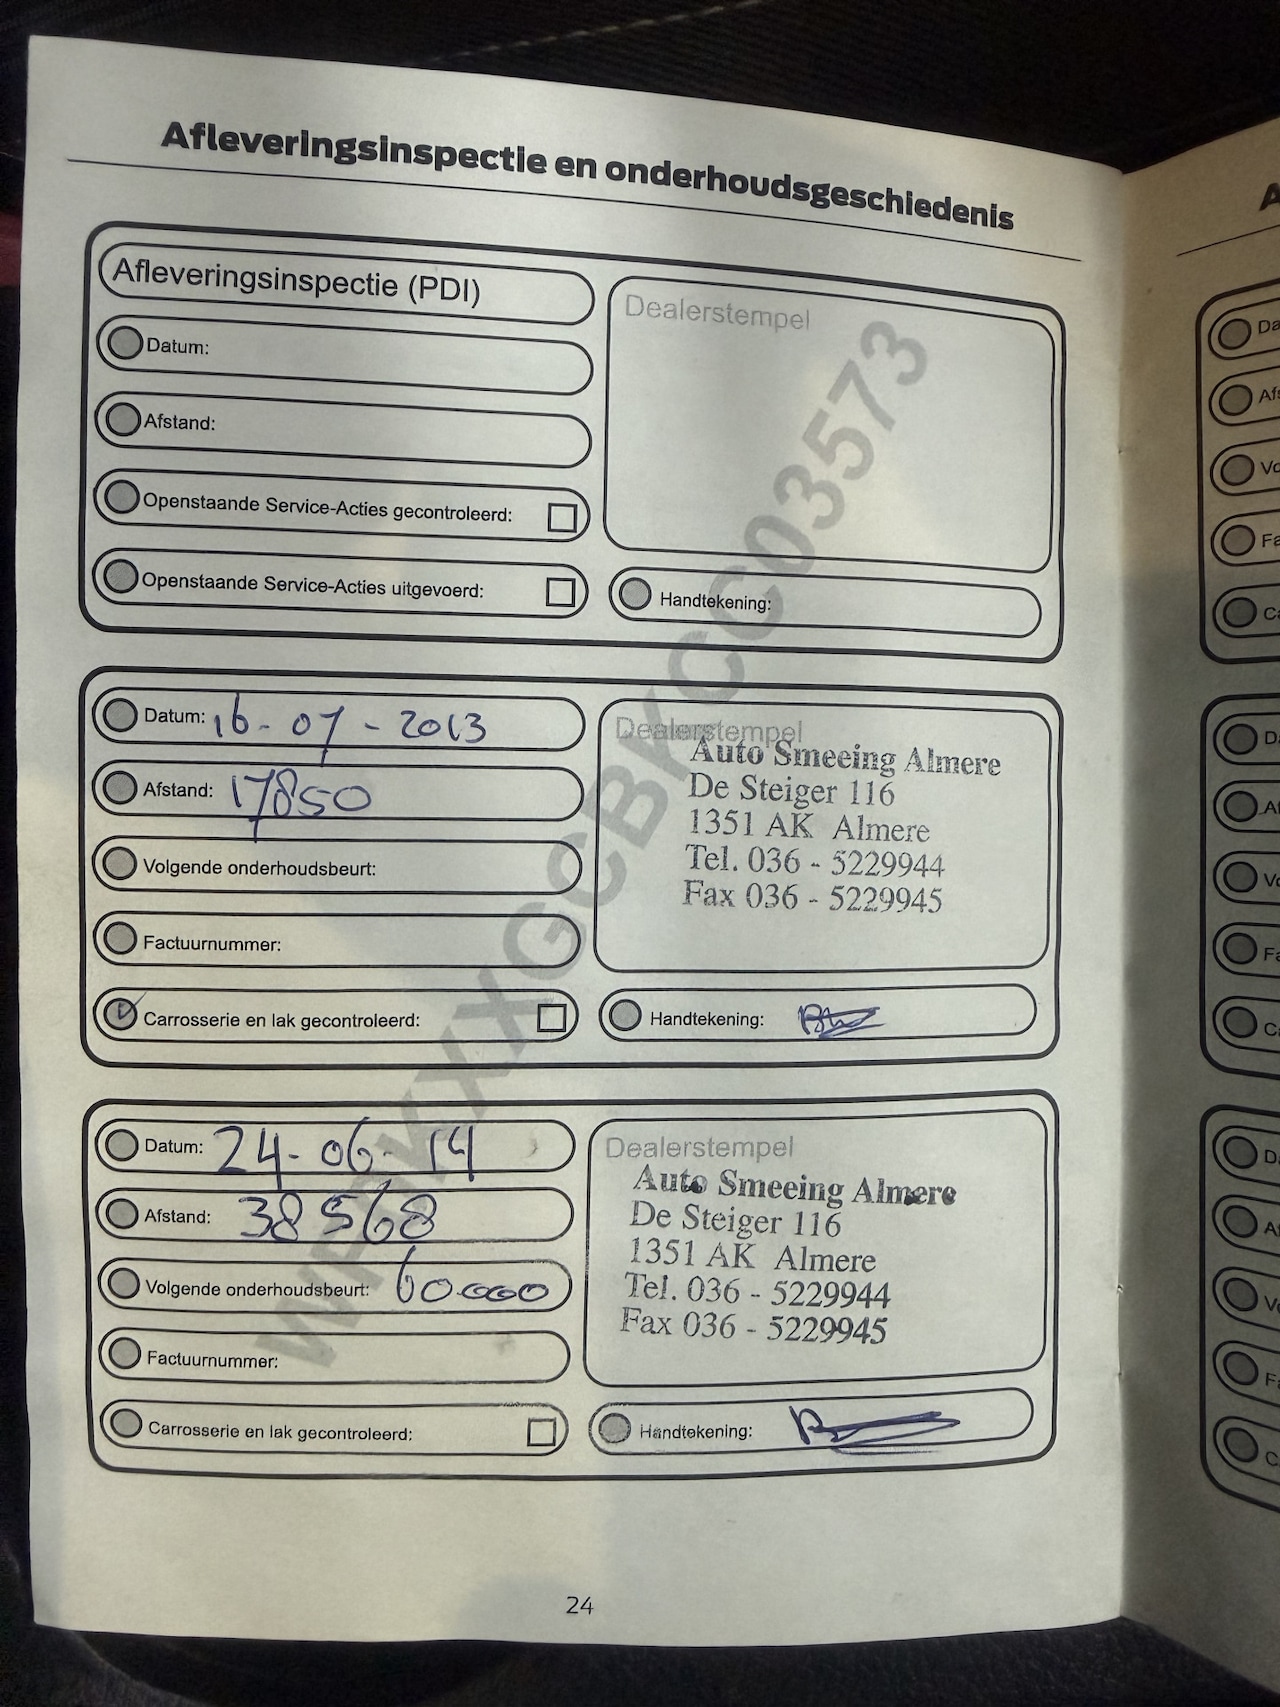 Afleveringsinspectie en onderhoudsgeschiedenis
Afleveringsinspectie (PDI)
Datum:
Afstand:
Openstaande Service-Acties gecontroleerd:
Openstaande Service-Acties uitgevoerd:
Dealerstempel
Handtekening:
Datum: 16-07-2013
Afstand: 17850
Volgende onderhoudsbeurt:
Factuurnummer:
Carrosserie en lak gecontroleerd:
Dealerstempel
Auto Smeeing Almere
De Steiger 116
1351 AK Almere
Tel. 036 - 5229944
Fax 036 - 5229945
Handtekening:
Datum: 24-06-14
Afstand: 38568
Volgende onderhoudsbeurt: 60.000
Factuurnummer:
Carrosserie en lak gecontroleerd:
Dealerstempel
Auto Smeeing Almere
De Steiger 116
1351 AK Almere
Tel. 036 - 5229944
Fax 036 - 5229945
Handtekening:
24